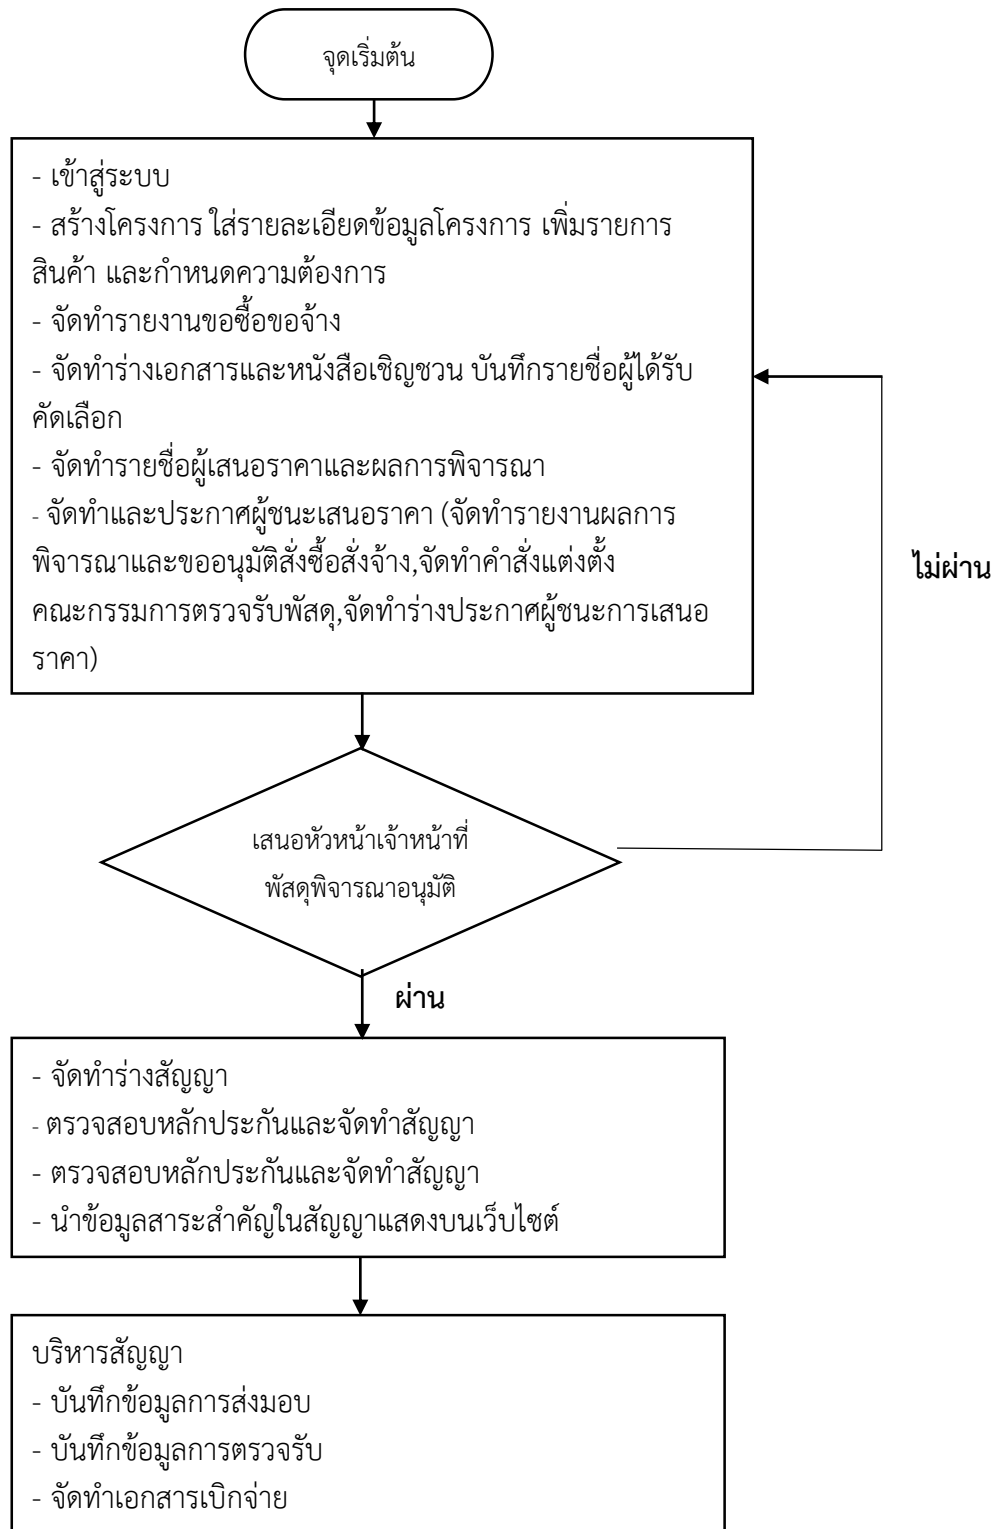 จุดเริ่มต้น
- เข้าสู่ระบบ
- สร้างโครงการ ใส่รายละเอียดข้อมูลโครงการ เพิ่มรายการ
สินค้า และกำหนดความต้องการ
- จัดทำรายงานขอซื้อขอจ้าง
- จัดทำร่างเอกสารและหนังสือเชิญชวน บันทึกรายชื่อผู้ได้รับ
คัดเลือก
- จัดทำรายชื่อผู้เสนอราคาและผลการพิจารณา
- จัดทำและประกาศผู้ชนะเสนอราคา (จัดทำรายงานผลการ
พิจารณาและขออนุมัติสั่งซื้อสั่งจ้าง,จัดทำคำสั่งแต่งตั้ง
คณะกรรมการตรวจรับพัสดุ,จัดทำร่างประกาศผู้ชนะการเสนอ
ราคา)
ไม่ผ่าน
เสนอหัวหน้าเจ้าหน้าที่
พัสดุพิจารณาอนุมัติ
ผ่าน
- จัดทำร่างสัญญา
- ตรวจสอบหลักประกันและจัดทำสัญญา
- ตรวจสอบหลักประกันและจัดทำสัญญา
- นำข้อมูลสาระสำคัญในสัญญาแสดงบนเว็บไซต์
บริหารสัญญา
- บันทึกข้อมูลการส่งมอบ
- บันทึกข้อมูลการตรวจรับ
- จัดทำเอกสารเบิกจ่าย